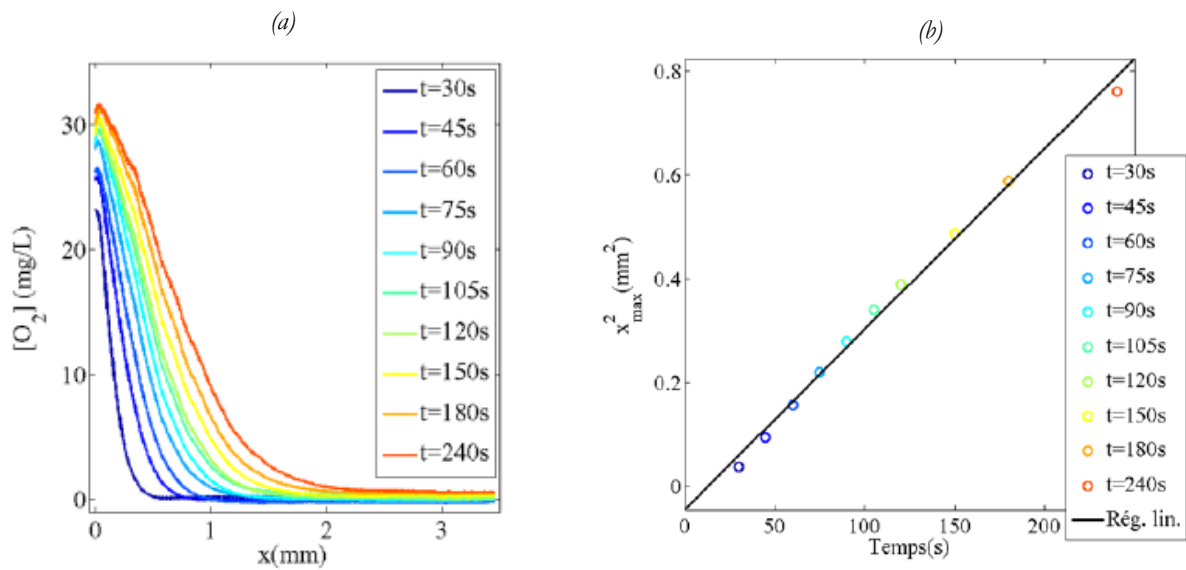 (a)
[O2] (mg/L)
30
20
10
0
0
1
2
3
x(mm)
t=30s
t=45s
t=60s
t=75s
t=90s
t=105s
t=120s
t=150s
t=180s
t=240s
(b)
x²max(mm²)
0.8
0.6
0.4
0.2
0
0
50
100
150
200
Temps(s)
t=30s
t=45s
t=60s
t=75s
t=90s
t=105s
t=120s
t=150s
t=180s
t=240s
Rég. lin.